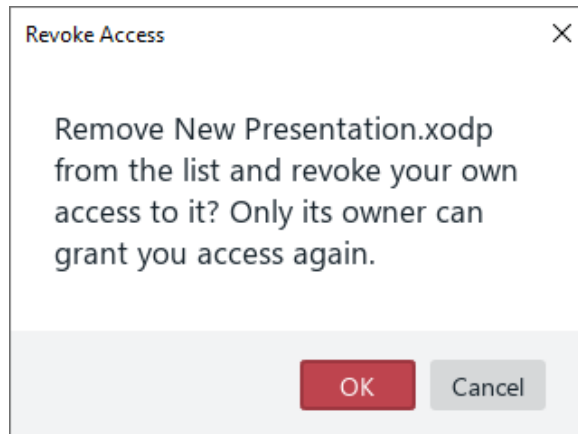 Revoke Access
Remove New Presentation.xodp
from the list and revoke your own
access to it? Only its owner can
grant you access again.
OK
Cancel